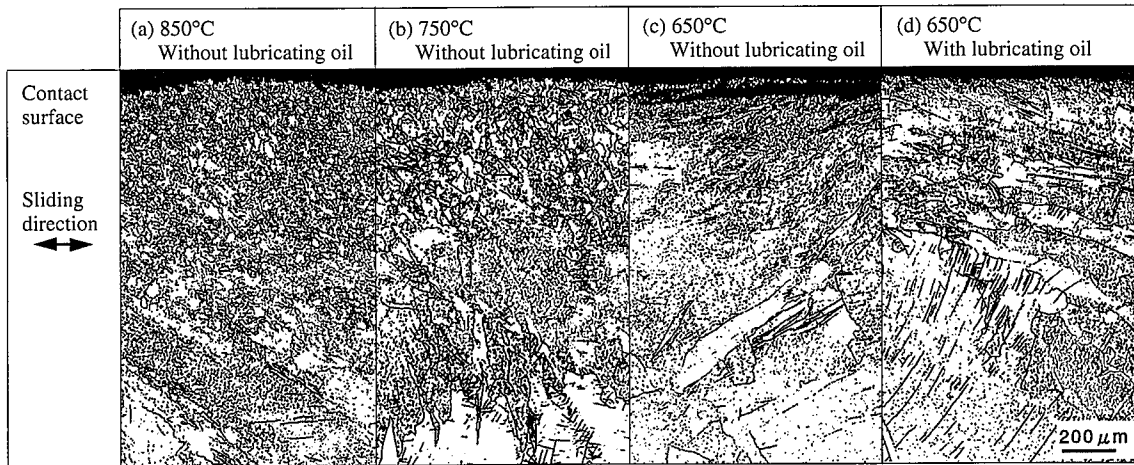 (a) 850°C
Without lubricating oil
(b) 750°C
Without lubricating oil
(c) 650°C
Without lubricating oil
(d) 650°C
With lubricating oil
Contact
surface
Sliding
direction
200 μm